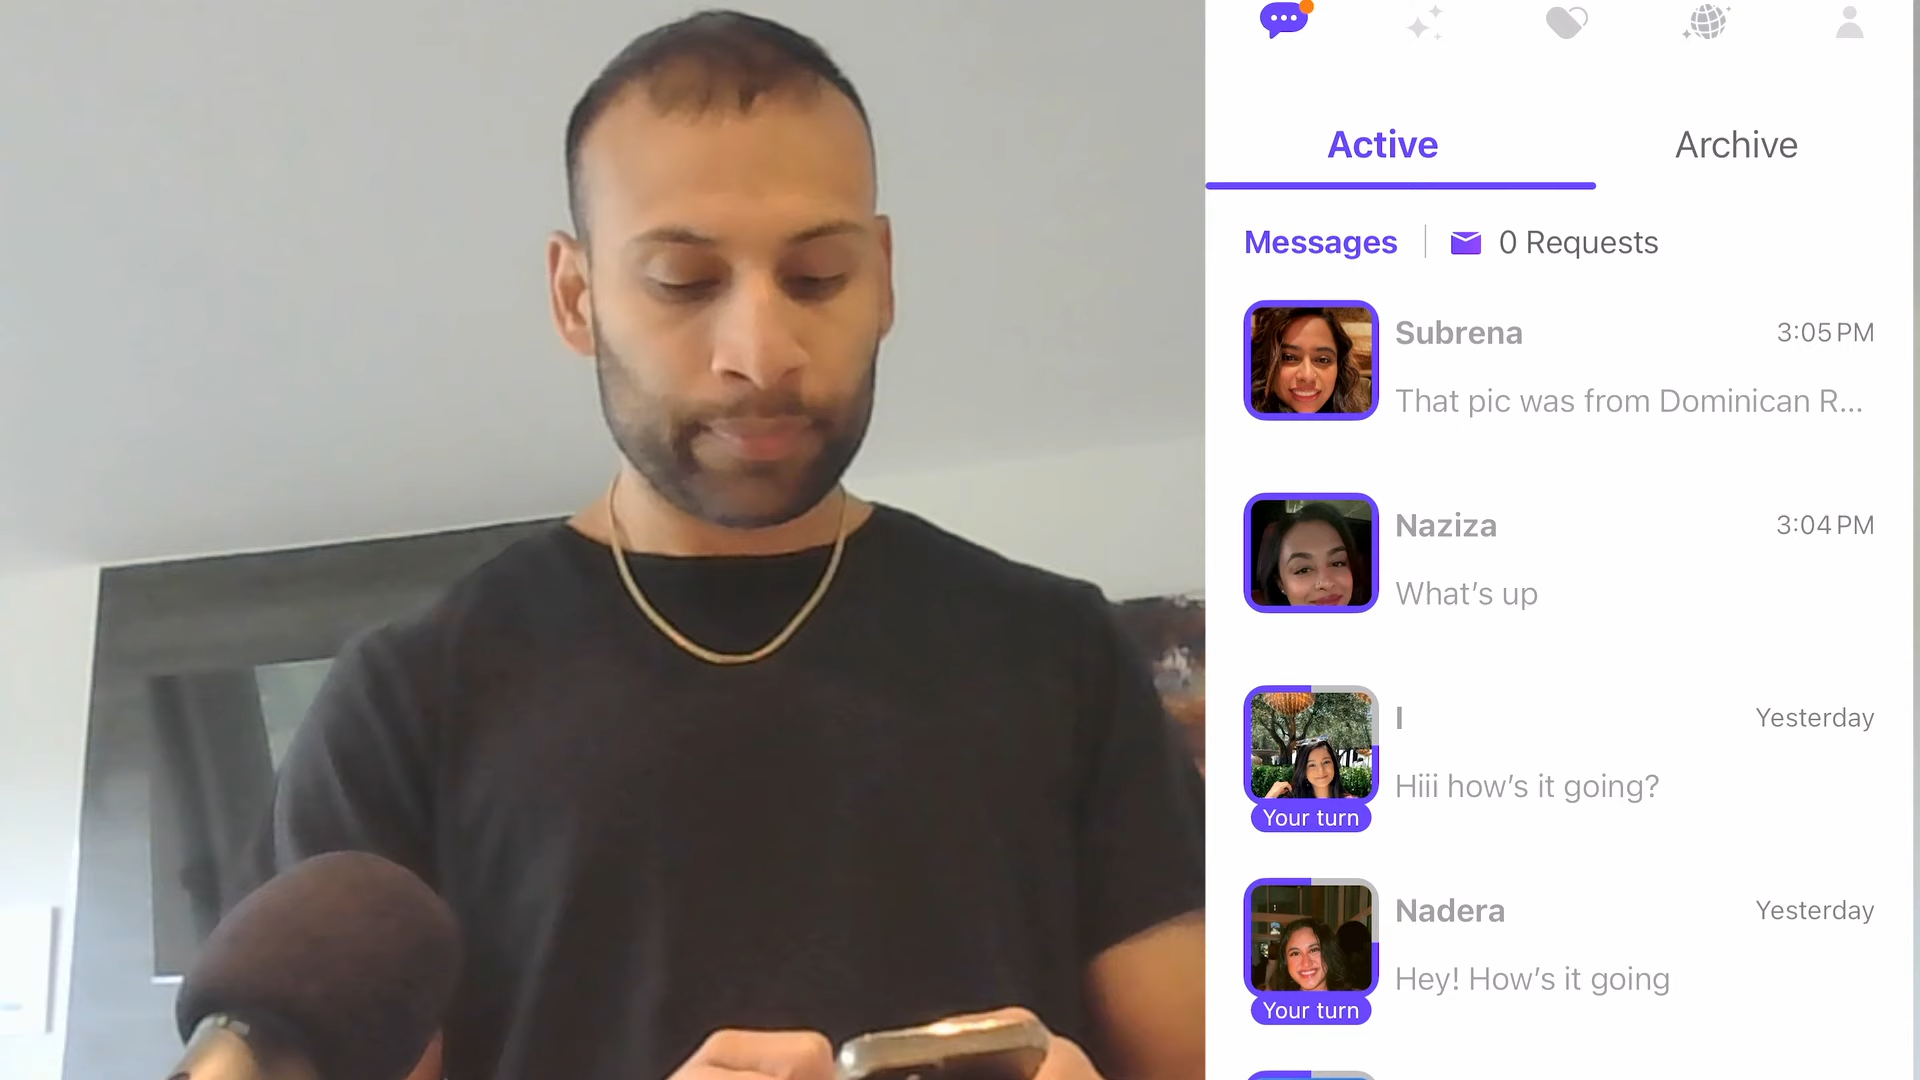 Active
Archive
Messages
0 Requests
Subrena
3:05 PM
That pic was from Dominican R...
Naziza
3:04 PM
What's up
I
Yesterday
Hiii how's it going?
Your turn
Nadera
Yesterday
Hey! How's it going
Your turn